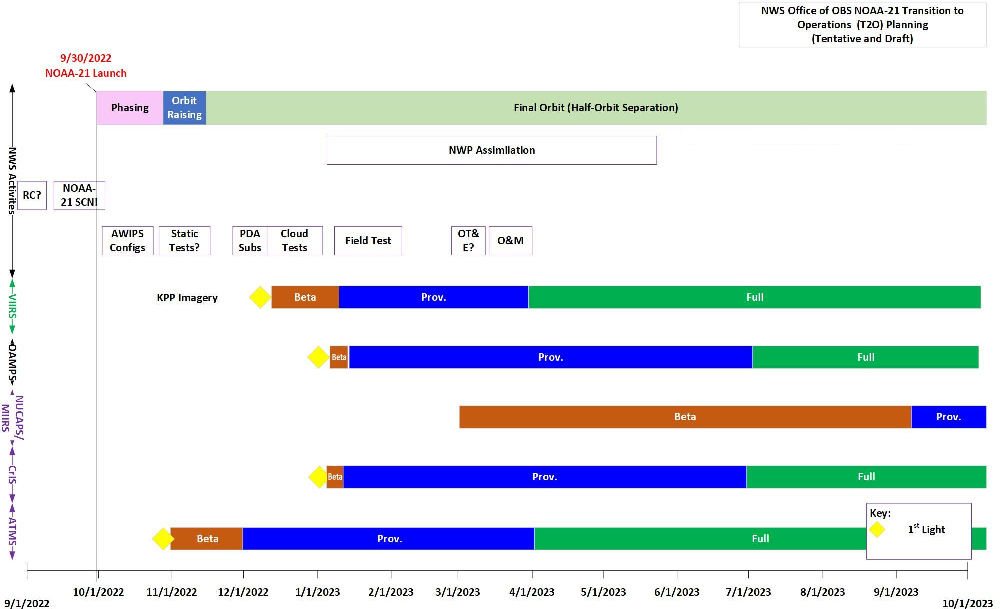 NWS Office of OBS NOAA-21 Transition to
Operations (T2O) Planning
(Tentative and Draft)
9/30/2022
NOAA-21 Launch
Phasing
Orbit
Raising
Final Orbit (Half-Orbit Separation)
NWS Activites
NWP Assimilation
RC?
NOAA-
21 SCN!
AWIPS
Configs
Static
Tests?
PDA
Subs
Cloud
Tests
Field Test
OT&
E?
O&M
VIIRS
KPP Imagery
Beta
Prov.
Full
OAMPS
Beta
Prov.
Full
NUCAPS/
MIIRS
Beta
Prov.
CrIS
Beta
Prov.
Full
ATMS
Beta
Prov.
Full
Key:
1st Light
9/1/2022
10/1/2022
11/1/2022
12/1/2022
1/1/2023
2/1/2023
3/1/2023
4/1/2023
5/1/2023
6/1/2023
7/1/2023
8/1/2023
9/1/2023
10/1/2023